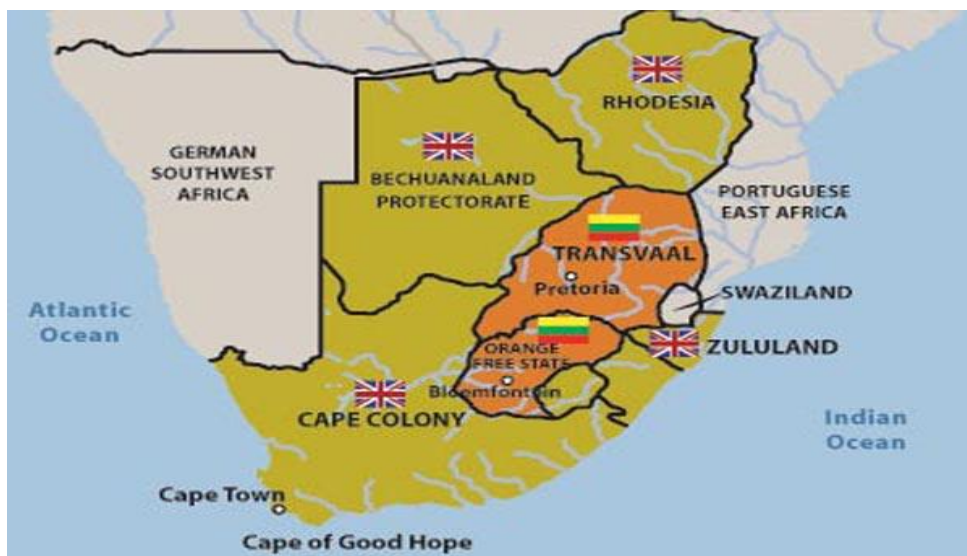 RHODESIA
GERMAN
SOUTHWEST
AFRICA
BECHUANALAND
PROTECTORATE
PORTUGUESE
EAST AFRICA
TRANSVAAL
Pretoria
SWAZILAND
Atlantic
Ocean
ORANGE
FREE STATE
ZULULAND
Bloemfontein
CAPE COLONY
Indian
Ocean
Cape Town
Cape of Good Hope